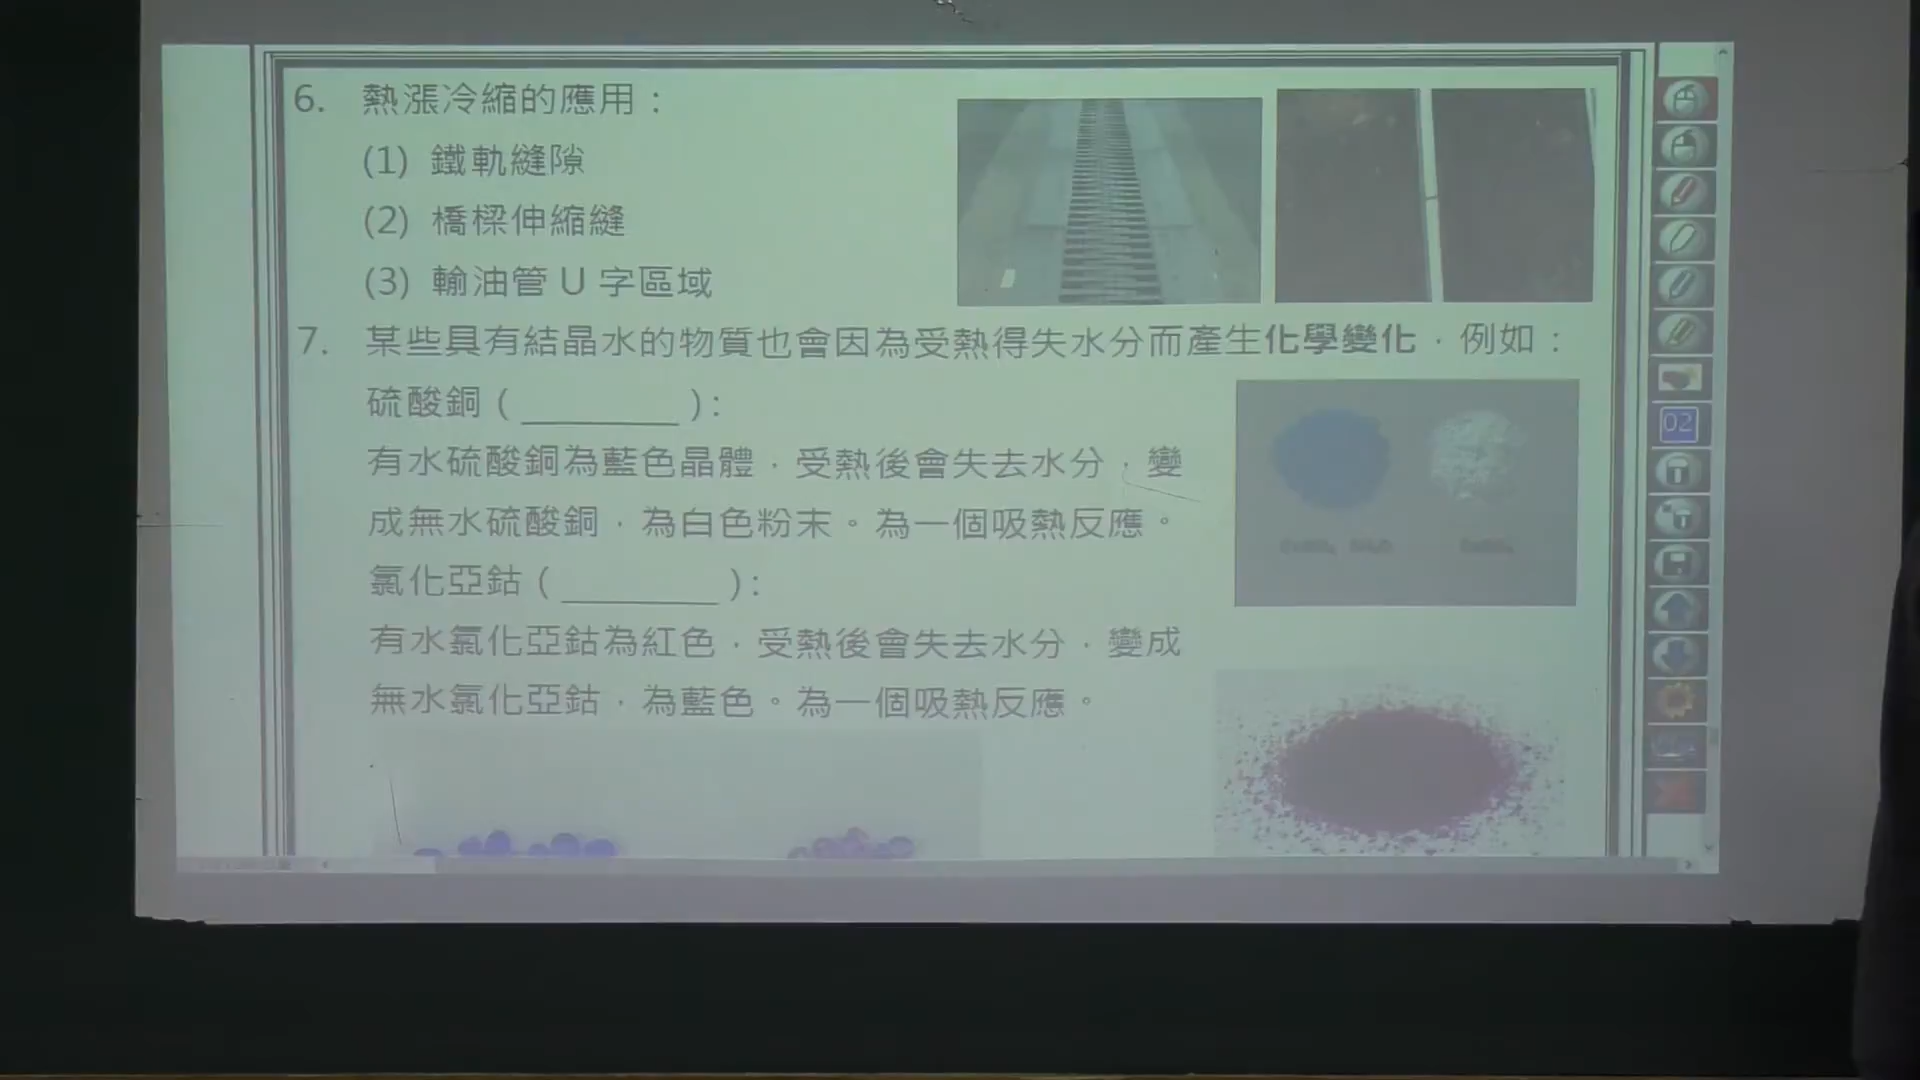 6. 熱漲冷縮的應用：
(1) 鐵軌縫隙
(2) 橋樑伸縮縫
(3) 輸油管 U 字區域
7. 某些具有結晶水的物質也會因為受熱得失水分而產生化學變化，例如：
硫酸銅 ( ________ )：
有水硫酸銅為藍色晶體，受熱後會失去水分，變
成無水硫酸銅，為白色粉末。為一個吸熱反應。
氯化亞鈷 ( ________ )：
有水氯化亞鈷為紅色，受熱後會失去水分，變成
無水氯化亞鈷，為藍色。為一個吸熱反應。
02